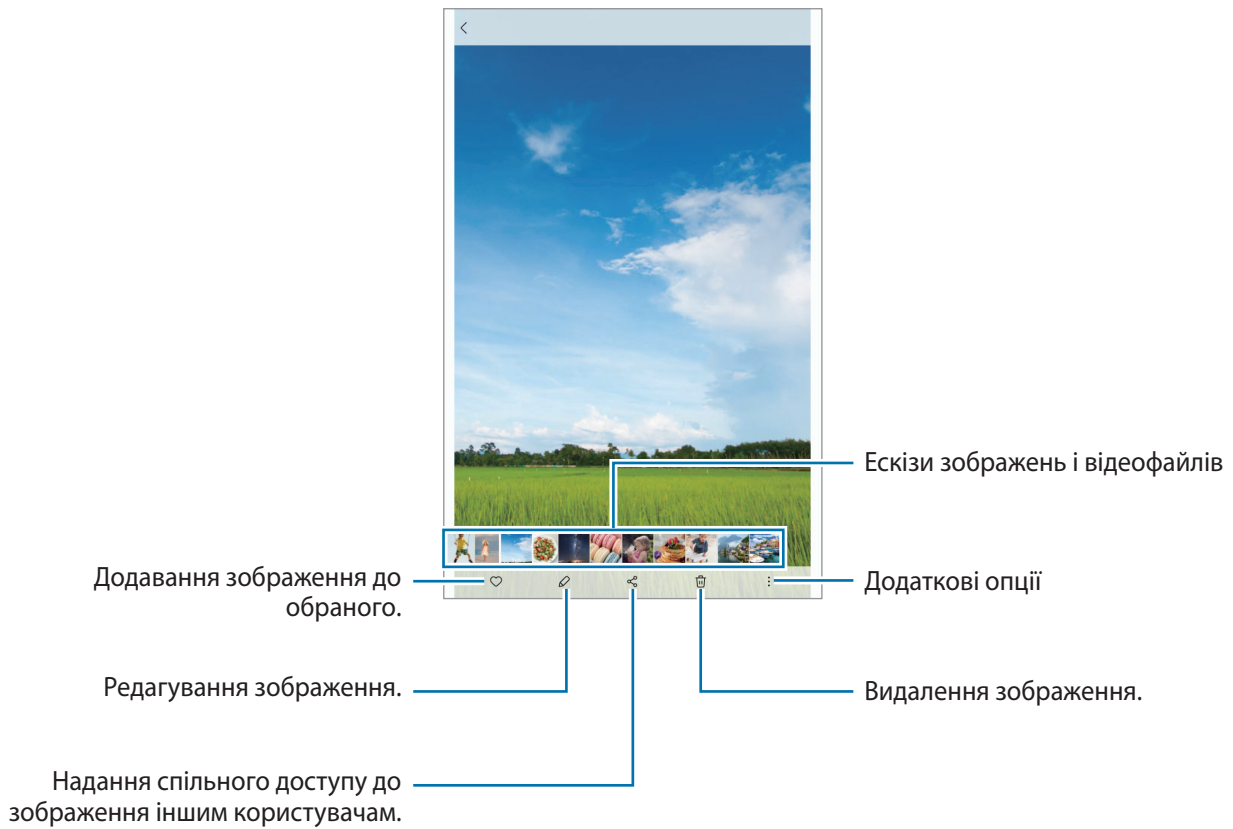 Ескізи зображень і відеофайлів
Додавання зображення до
обраного.
Додаткові опції
Редагування зображення.
Видалення зображення.
Надання спільного доступу до
зображення іншим користувачам.